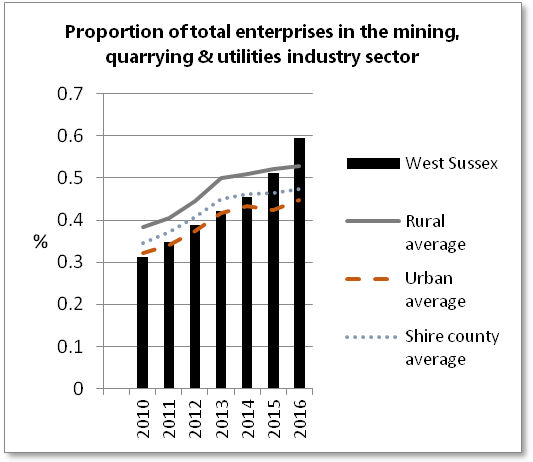 Proportion of total enterprises in the mining,
quarrying & utilities industry sector
0.7
0.6
0.5
0.4
0.3
0.2
0.1
0
%
2010
2011
2012
2013
2014
2015
2016
West Sussex
Rural
average
Urban
average
Shire county
average